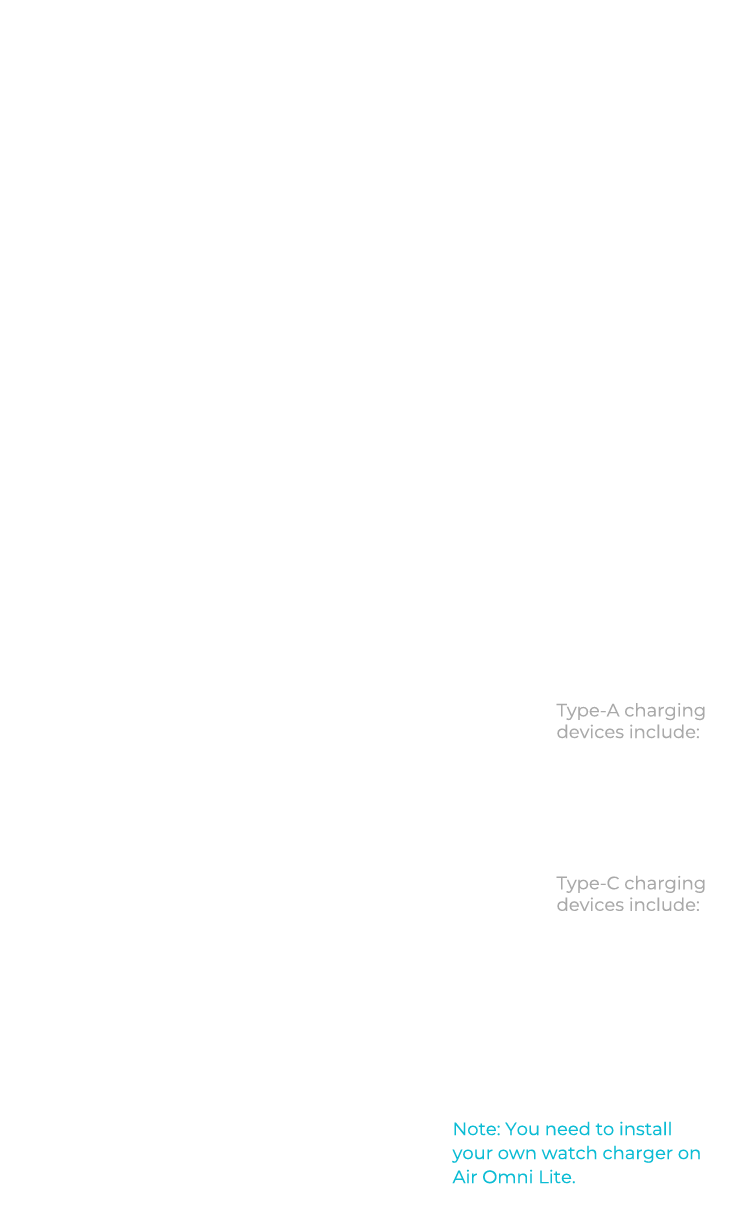 Type-A charging
devices include:
Type-C charging
devices include:
Note: You need to install
your own watch charger on
Air Omni Lite.